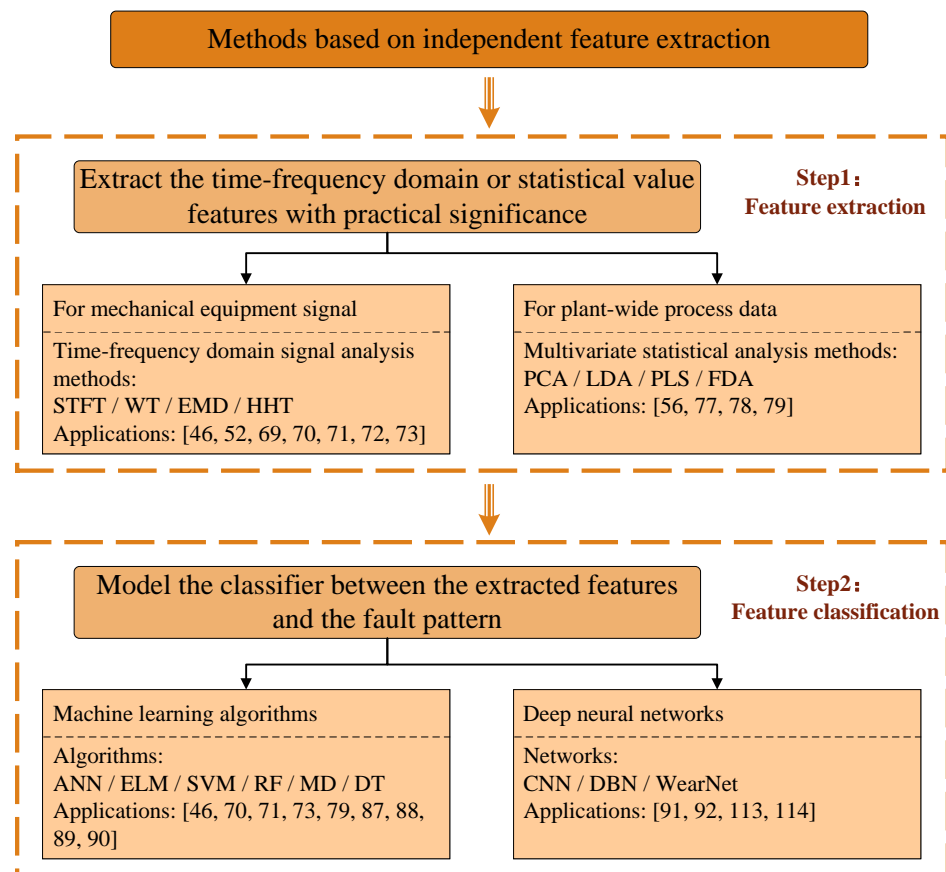 Methods based on independent feature extraction
Extract the time-frequency domain or statistical value
features with practical significance
Step1：
Feature extraction
For mechanical equipment signal
Time-frequency domain signal analysis
methods:
STFT / WT / EMD / HHT
Applications: [46, 52, 69, 70, 71, 72, 73]
For plant-wide process data
Multivariate statistical analysis methods:
PCA / LDA / PLS / FDA
Applications: [56, 77, 78, 79]
Model the classifier between the extracted features
and the fault pattern
Step2：
Feature classification
Machine learning algorithms
Algorithms:
ANN / ELM / SVM / RF / MD / DT
Applications: [46, 70, 71, 73, 79, 87, 88,
89, 90]
Deep neural networks
Networks:
CNN / DBN / WearNet
Applications: [91, 92, 113, 114]